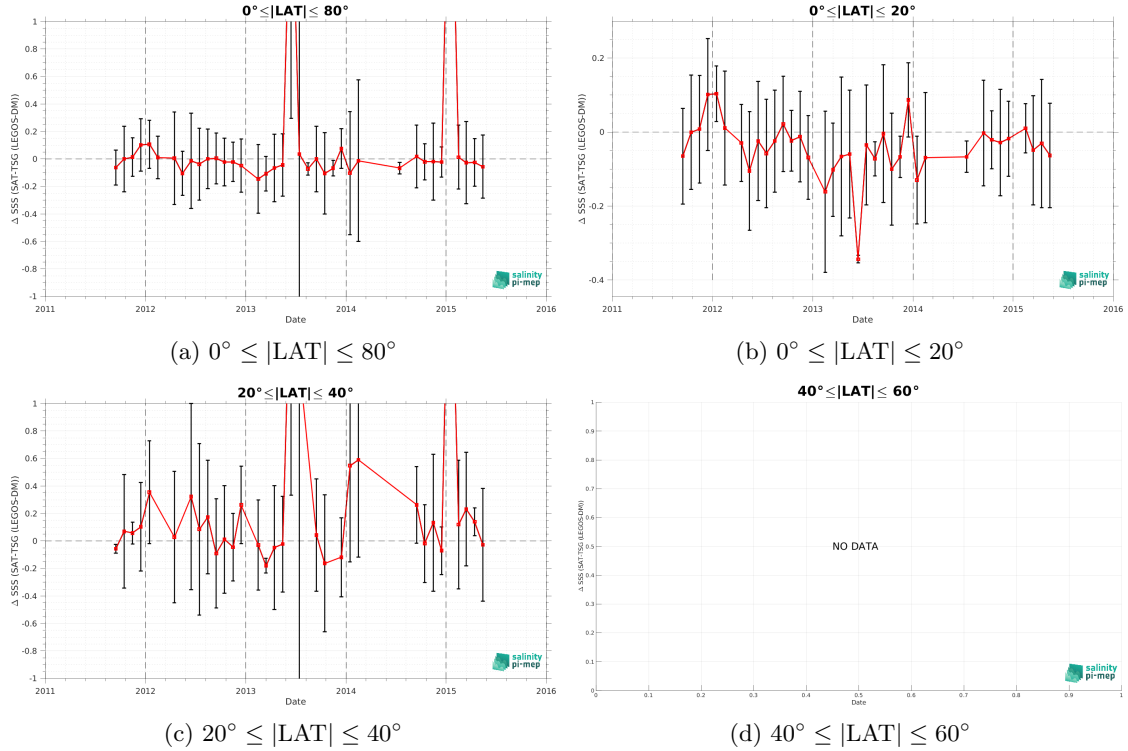 0°≤|LAT|≤ 80°
1
0.8
0.6
0.4
0.2
0
-0.2
-0.4
-0.6
-0.8
-1
Δ SSS (SAT-TSG (LEGOS-DM))
2011 2012 2013 2014 2015 2016
Date
salinity
pi-mep
(a) 0° ≤ |LAT| ≤ 80°
0°≤|LAT|≤ 20°
0.2
0
-0.2
-0.4
Δ SSS (SAT-TSG (LEGOS-DM))
2011 2012 2013 2014 2015 2016
Date
salinity
pi-mep
(b) 0° ≤ |LAT| ≤ 20°
20°≤|LAT|≤ 40°
1
0.8
0.6
0.4
0.2
0
-0.2
-0.4
-0.6
-0.8
-1
Δ SSS (SAT-TSG (LEGOS-DM))
2011 2012 2013 2014 2015 2016
Date
salinity
pi-mep
(c) 20° ≤ |LAT| ≤ 40°
40°≤|LAT|≤ 60°
1
0.9
0.8
0.7
0.6
0.5
0.4
0.3
0.2
0.1
0
Δ SSS (SAT-TSG (LEGOS-DM))
NO DATA
0 0.1 0.2 0.3 0.4 0.5 0.6 0.7 0.8 0.9 1
Date
salinity
pi-mep
(d) 40° ≤ |LAT| ≤ 60°